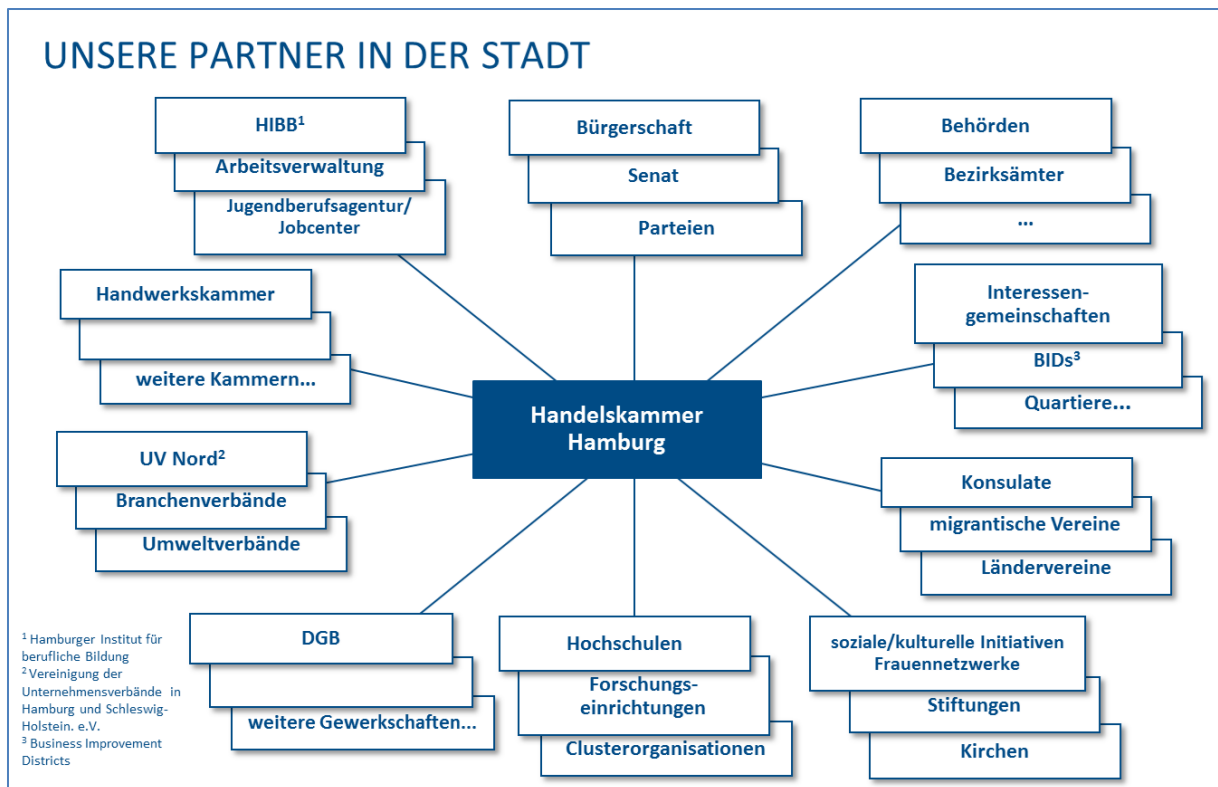 UNSERE PARTNER IN DER STADT
HIBB¹
Arbeitsverwaltung
Jugendberufsagentur/
Jobcenter
Bürgerschaft
Senat
Parteien
Behörden
Bezirksämter
...
Handwerkskammer
weitere Kammern...
Interessen-
gemeinschaften
BIDs³
Quartiere...
Handelskammer
Hamburg
UV Nord²
Branchenverbände
Umweltverbände
Konsulate
migrantische Vereine
Ländervereine
DGB
weitere Gewerkschaften...
Hochschulen
Forschungs-
einrichtungen
Clusterorganisationen
soziale/kulturelle Initiativen
Frauennetzwerke
Stiftungen
Kirchen
¹ Hamburger Institut für
berufliche Bildung
² Vereinigung der
Unternehmensverbände in
Hamburg und Schleswig-
Holstein. e.V.
³ Business Improvement
Districts